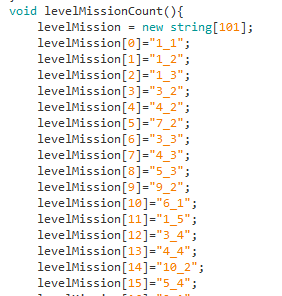 void levelMissionCount(){
levelMission = new string[101];
levelMission[0]="1_1";
levelMission[1]="1_2";
levelMission[2]="1_3";
levelMission[3]="3_2";
levelMission[4]="4_2";
levelMission[5]="7_2";
levelMission[6]="3_3";
levelMission[7]="4_3";
levelMission[8]="5_3";
levelMission[9]="9_2";
levelMission[10]="6_1";
levelMission[11]="1_5";
levelMission[12]="3_4";
levelMission[13]="4_4";
levelMission[14]="10_2";
levelMission[15]="5_4";